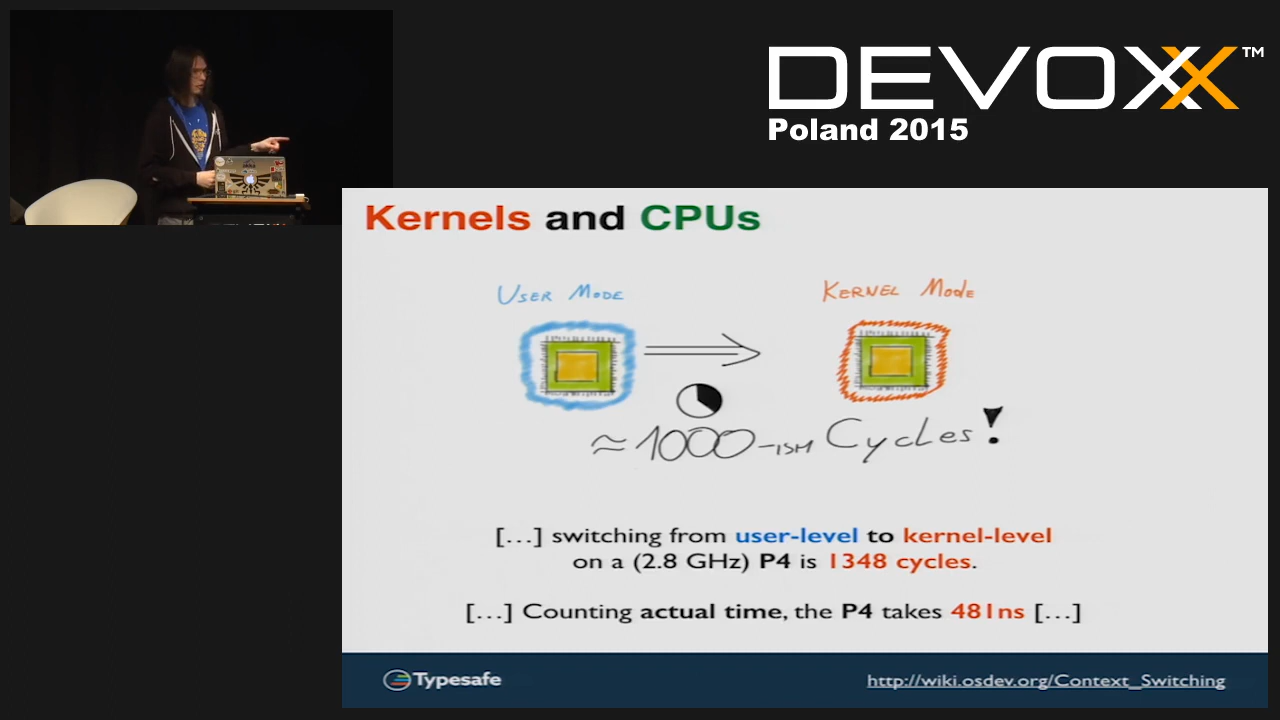 DEVOXX™
Poland 2015
Kernels and CPUs
USER MODE
KERNEL MODE
≈1000-ISH CYCLES!
[…] switching from user-level to kernel-level
on a (2.8 GHz) P4 is 1348 cycles.
[…] Counting actual time, the P4 takes 481ns […]
Typesafe
http://wiki.osdev.org/Context_Switching